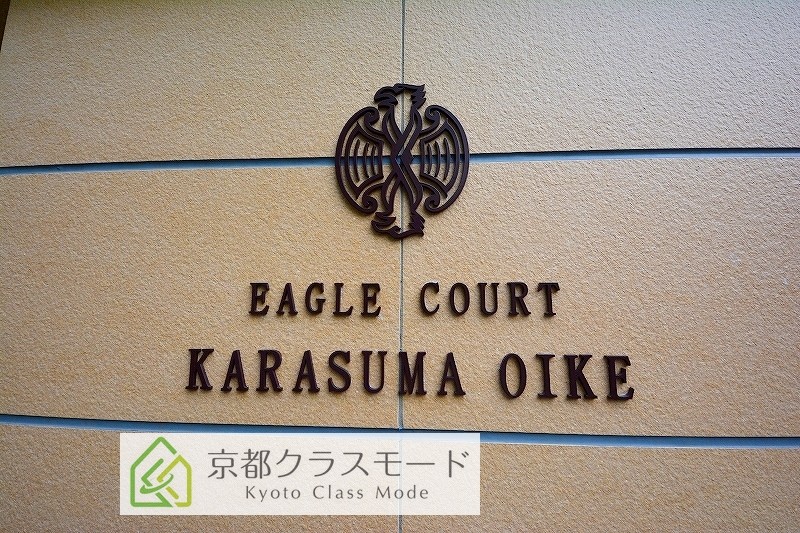 EAGLE COURT
KARASUMA OIKE
京都クラスモード
Kyoto Class Mode